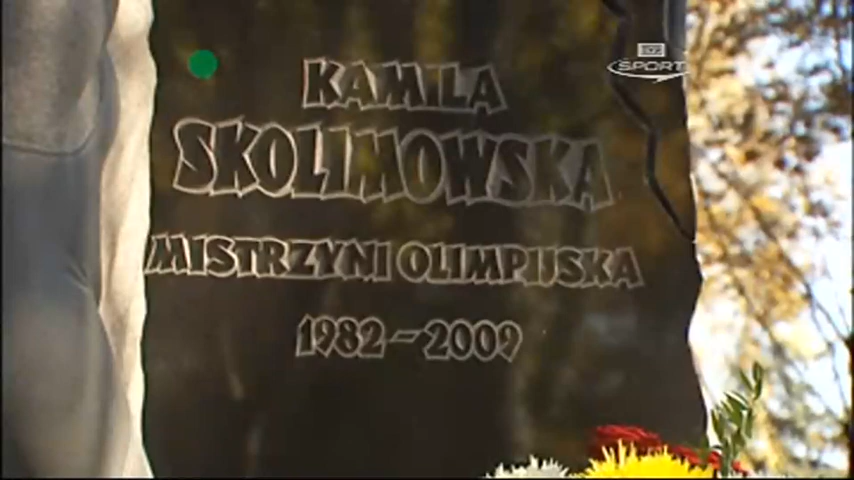 KAMILA
SKOLIMOWSKA
MISTRZYNI OLIMPIJSKA
1982-2009
SPORT